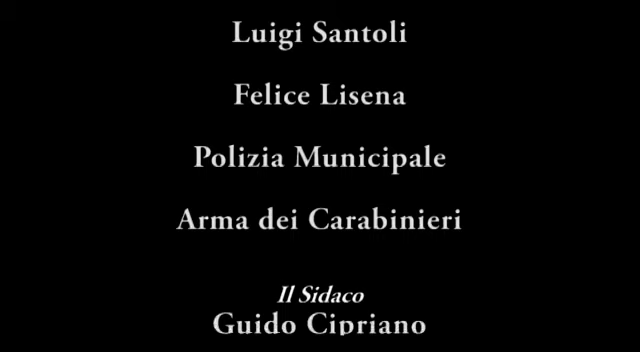 Luigi Santoli
Felice Lisena
Polizia Municipale
Arma dei Carabinieri
Il Sidaco
Guido Cipriano